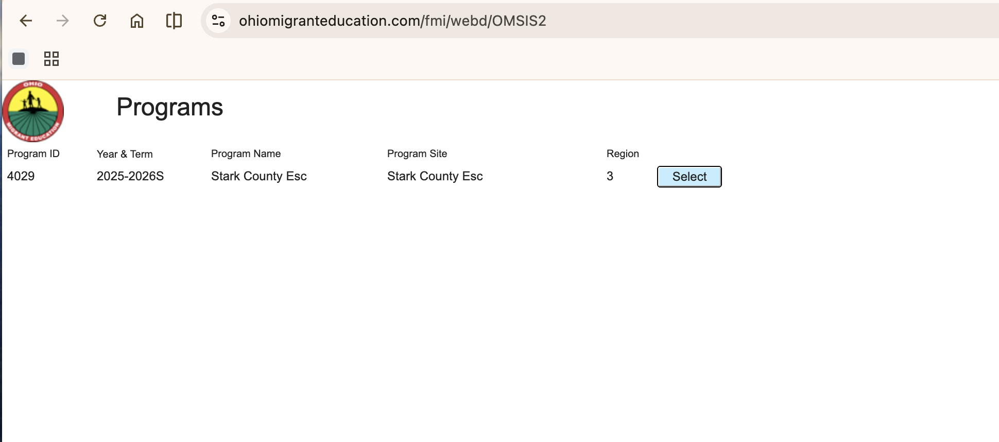 ohiomigranteducation.com/fmi/webd/OMSIS2
OHIO
MIGRANT EDUCATION
Programs
Program ID Year & Term Program Name Program Site Region
4029 2025-2026S Stark County Esc Stark County Esc 3 Select